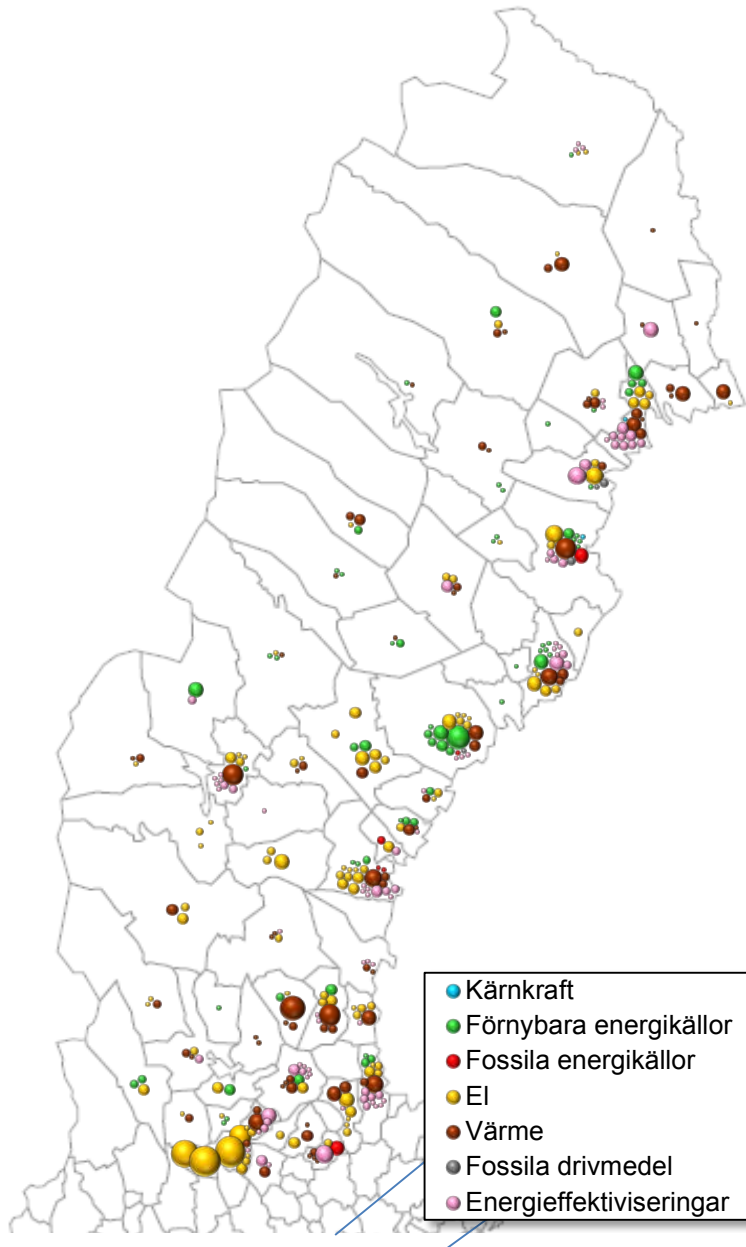 Kärnkraft
Förnybara energikällor
Fossila energikällor
El
Värme
Fossila drivmedel
Energieffektiviseringar